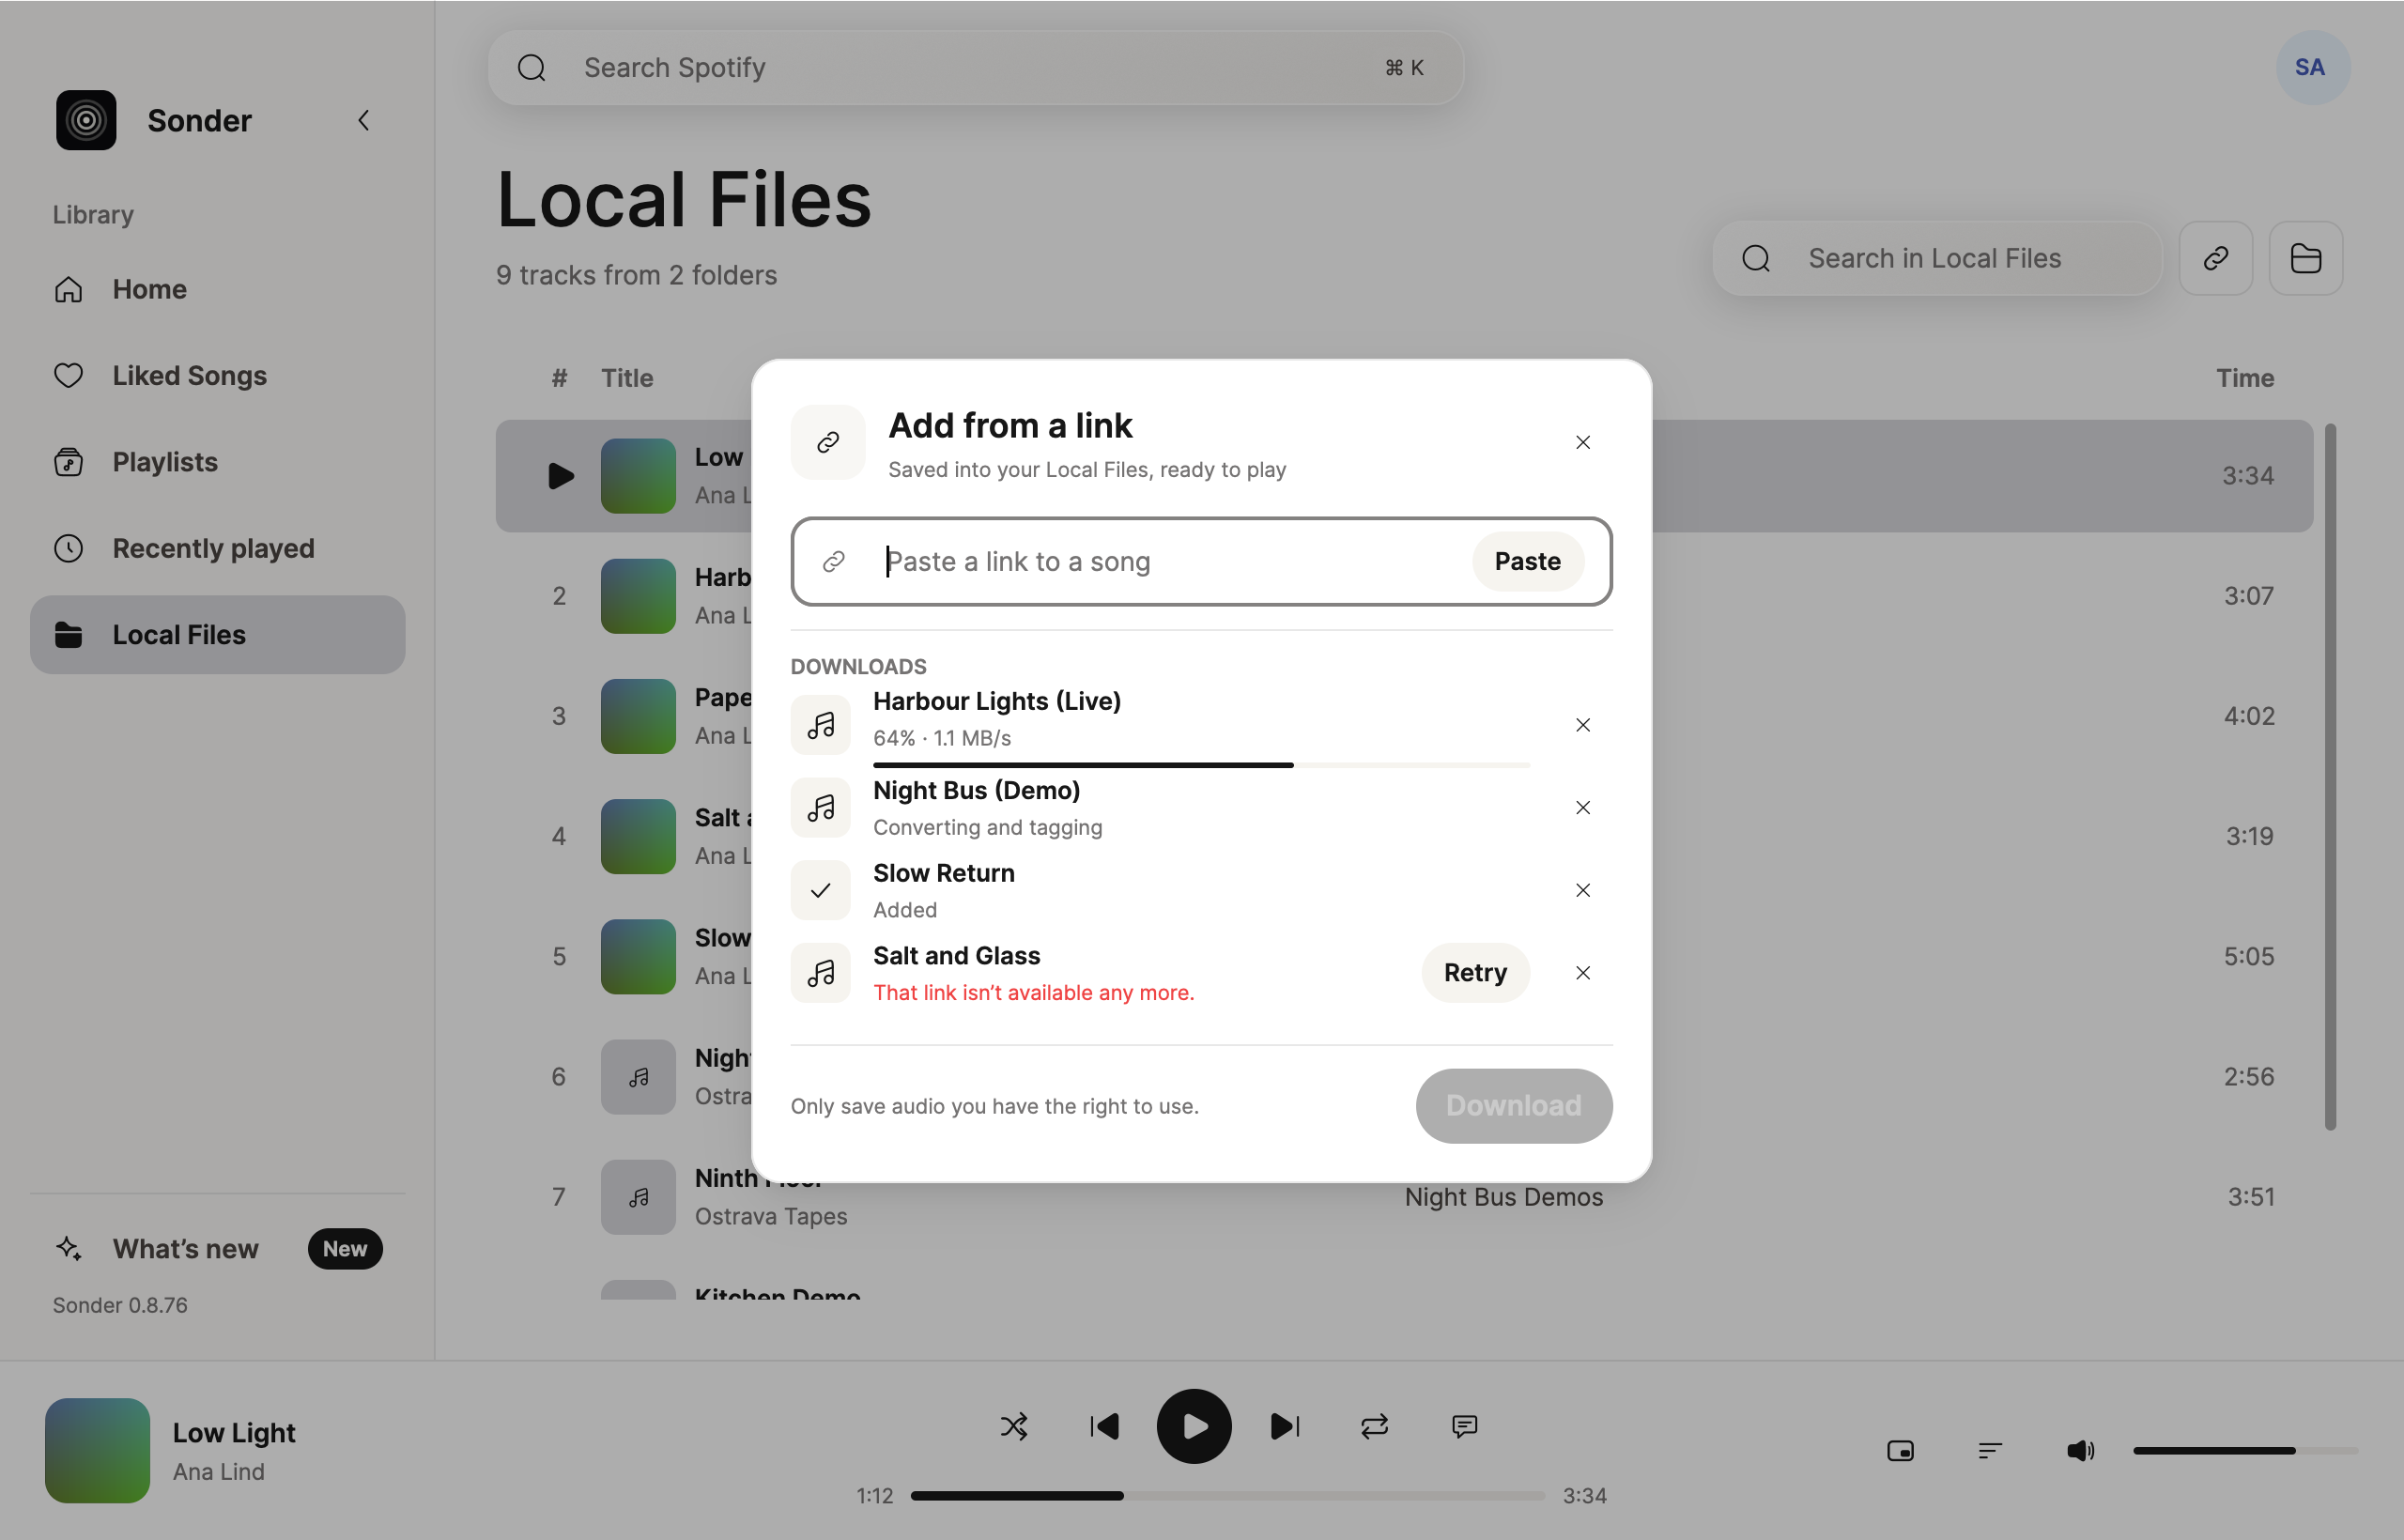 Search Spotify
⌘ K
SA
Sonder
Library
Home
Liked Songs
Playlists
Recently played
Local Files
What’s new
New
Sonder 0.8.76
Local Files
9 tracks from 2 folders
Search in Local Files
# Title Time
Low
Ana L
3:34
2
Harb
Ana L
3:07
3
Pape
Ana L
4:02
4
Salt
Ana L
3:19
5
Slow
Ana L
5:05
6
Nigh
Ostra
2:56
7
Ninth Floor
Ostrava Tapes
Night Bus Demos
3:51
Kitchen Demo
Add from a link
Saved into your Local Files, ready to play
Paste a link to a song
Paste
DOWNLOADS
Harbour Lights (Live)
64% · 1.1 MB/s
Night Bus (Demo)
Converting and tagging
Slow Return
Added
Salt and Glass
That link isn’t available any more.
Retry
Only save audio you have the right to use.
Download
Low Light
Ana Lind
1:12
3:34